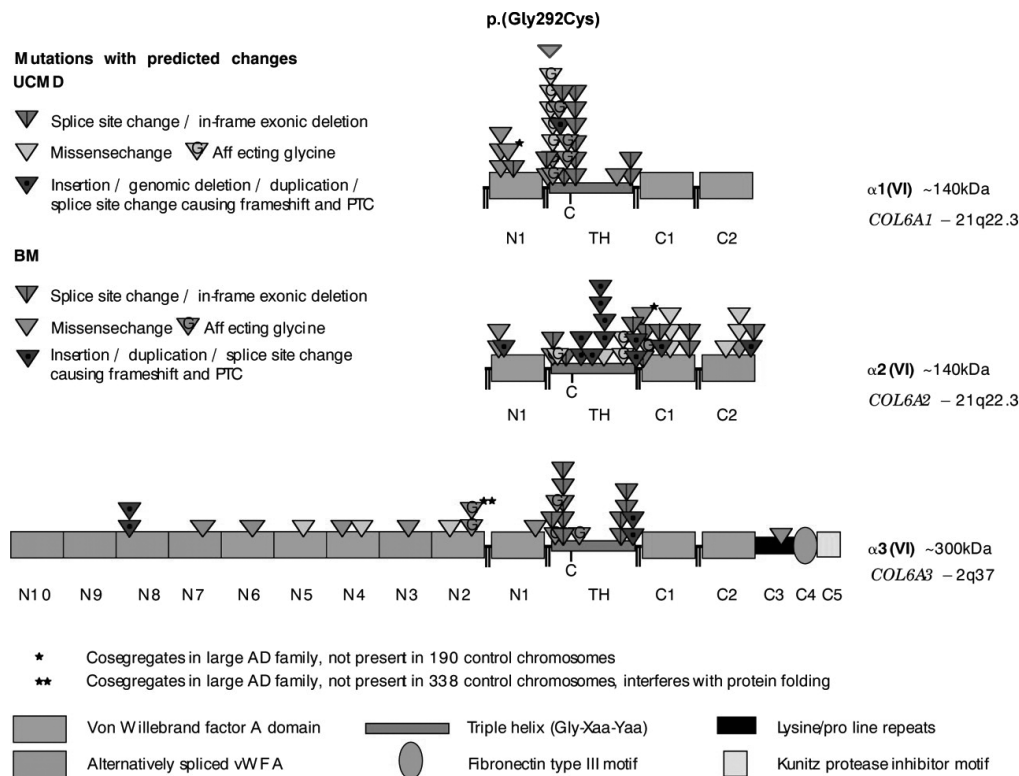 p.(Gly292Cys)
Mutations with predicted changes
UCMD
Splice site change / in-frame exonic deletion
Missensechange G Affecting glycine
Insertion / genomic deletion / duplication /
splice site change causing frameshift and PTC
α1(VI) ~140kDa
COL6A1 – 21q22.3
C
N1 TH C1 C2
BM
Splice site change / in-frame exonic deletion
Missensechange G Affecting glycine
Insertion / duplication / splice site change
causing frameshift and PTC
α2(VI) ~140kDa
COL6A2 – 21q22.3
C
N1 TH C1 C2
α3(VI) ~300kDa
COL6A3 – 2q37
C
N10 N9 N8 N7 N6 N5 N4 N3 N2 N1 TH C1 C2 C3 C4 C5
* Cosegregates in large AD family, not present in 190 control chromosomes
** Cosegregates in large AD family, not present in 338 control chromosomes, interferes with protein folding
Von Willebrand factor A domain Triple helix (Gly-Xaa-Yaa) Lysine/pro line repeats
Alternatively spliced vWFA Fibronectin type III motif Kunitz protease inhibitor motif